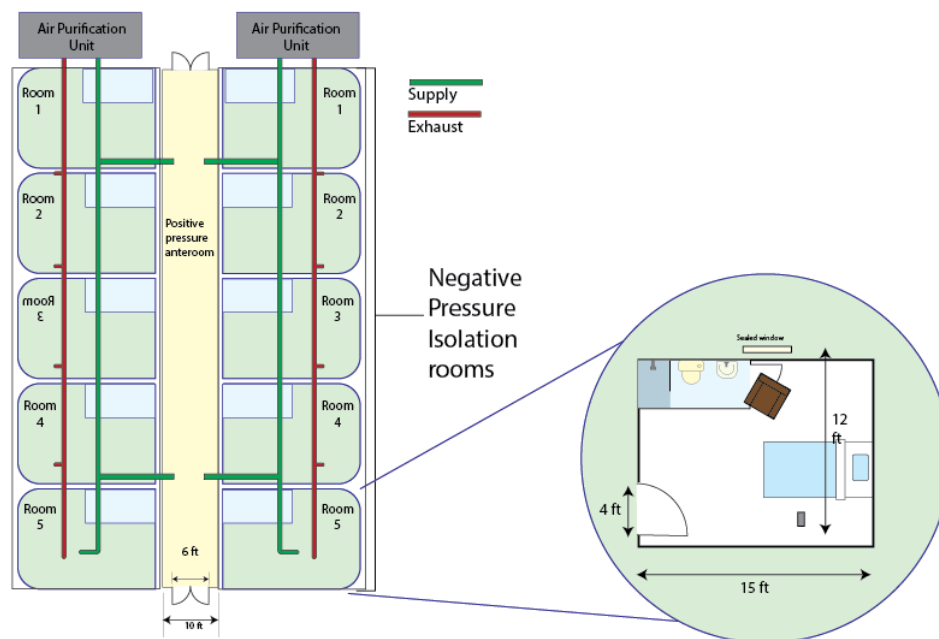 Air Purification
Unit
Air Purification
Unit
Supply
Exhaust
Room
1
Room
1
Room
2
Room
2
Positive
pressure
anteroom
Room
3
Room
3
Room
4
Room
4
Room
5
Room
5
6 ft
10 ft
Negative
Pressure
Isolation
rooms
Sealed window
12
ft
4 ft
15 ft